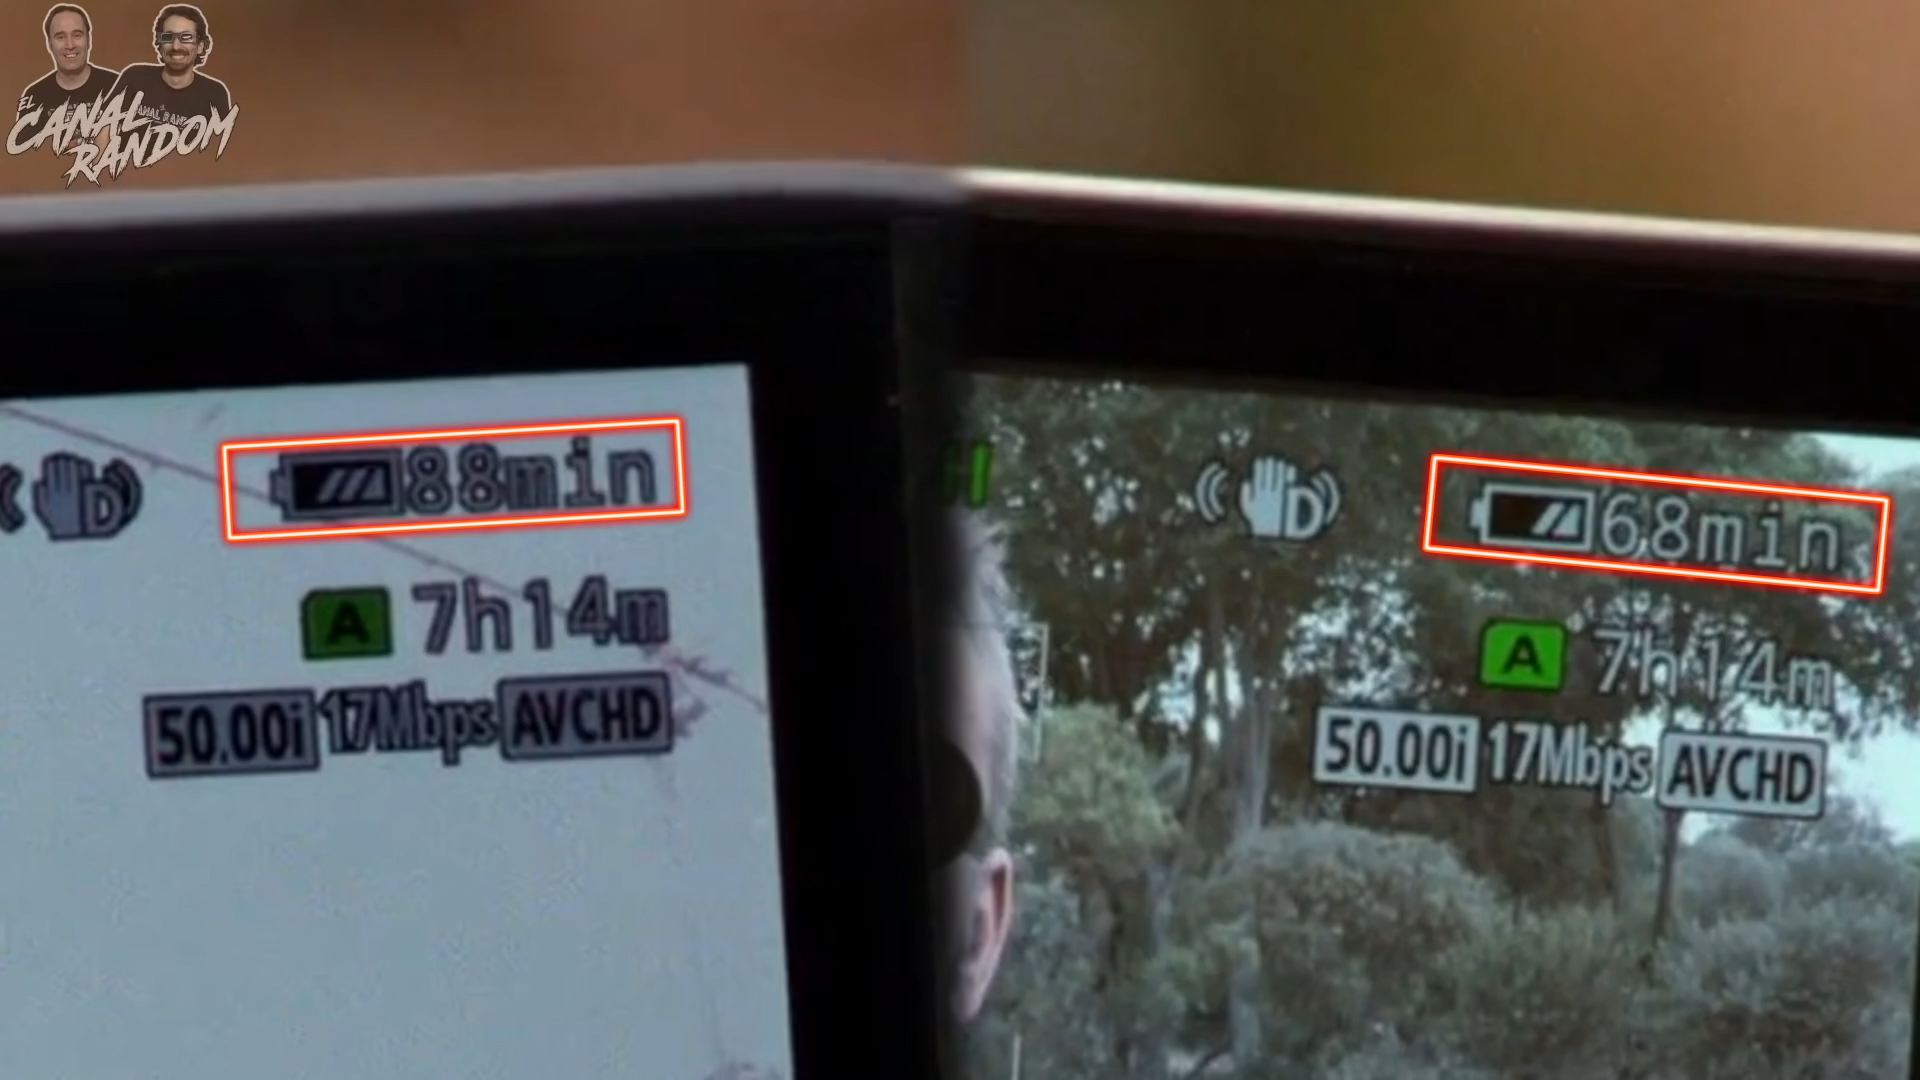 EL
CANAL
RANDOM
88min
A 7h14m
50.00i 17Mbps AVCHD
H
D
68min
A 7h14m
50.00i 17Mbps AVCHD
D